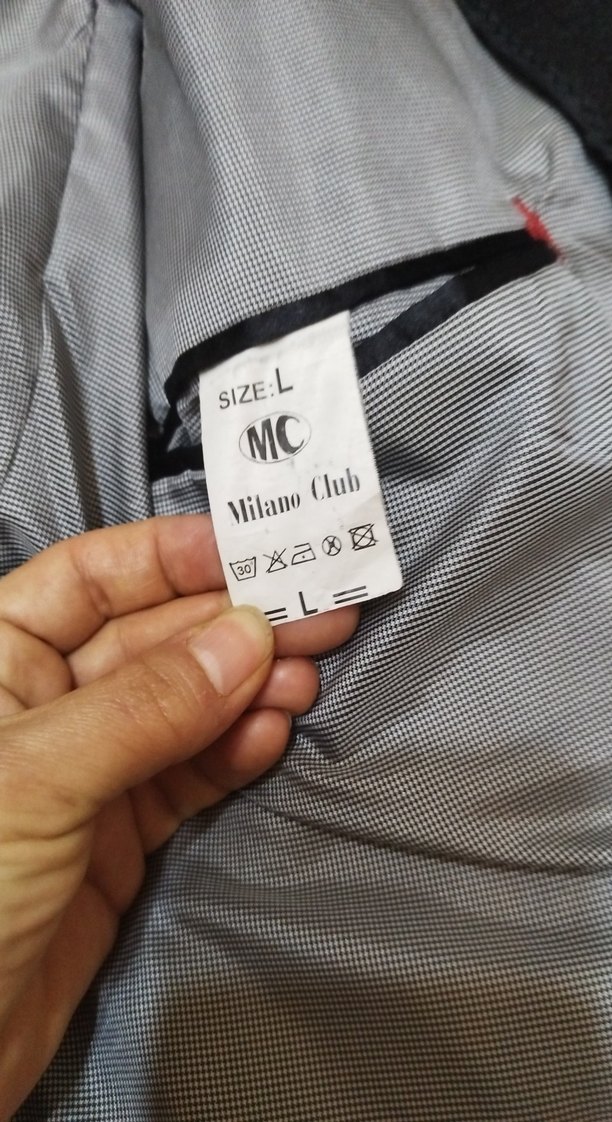 SIZE:L
MC
Milano Club
30
= L =